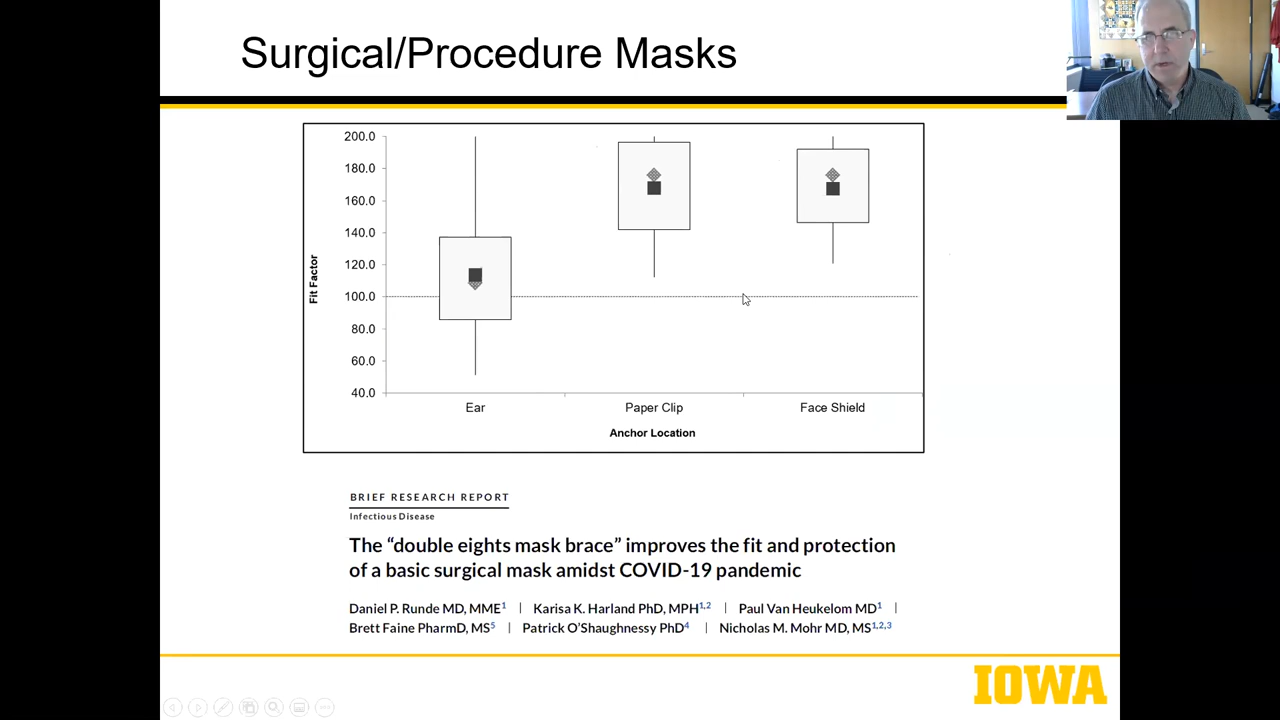 Surgical/Procedure Masks
200.0
180.0
160.0
140.0
120.0
100.0
80.0
60.0
40.0
Fit Factor
Ear Paper Clip Face Shield
Anchor Location
BRIEF RESEARCH REPORT
Infectious Disease
The “double eights mask brace” improves the fit and protection
of a basic surgical mask amidst COVID-19 pandemic
Daniel P. Runde MD, MME1 | Karisa K. Harland PhD, MPH1,2 | Paul Van Heukelom MD1 |
Brett Faine PharmD, MS5 | Patrick O’Shaughnessy PhD4 | Nicholas M. Mohr MD, MS1,2,3
IOWA